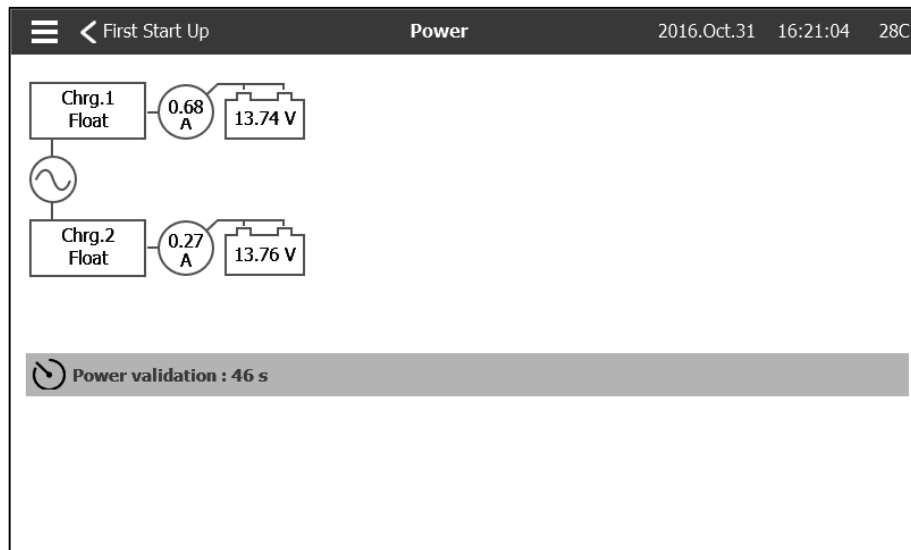 First Start Up Power 2016.Oct.31 16:21:04 28C
Chrg.1
Float
0.68
A
13.74 V
Chrg.2
Float
0.27
A
13.76 V
Power validation : 46 s